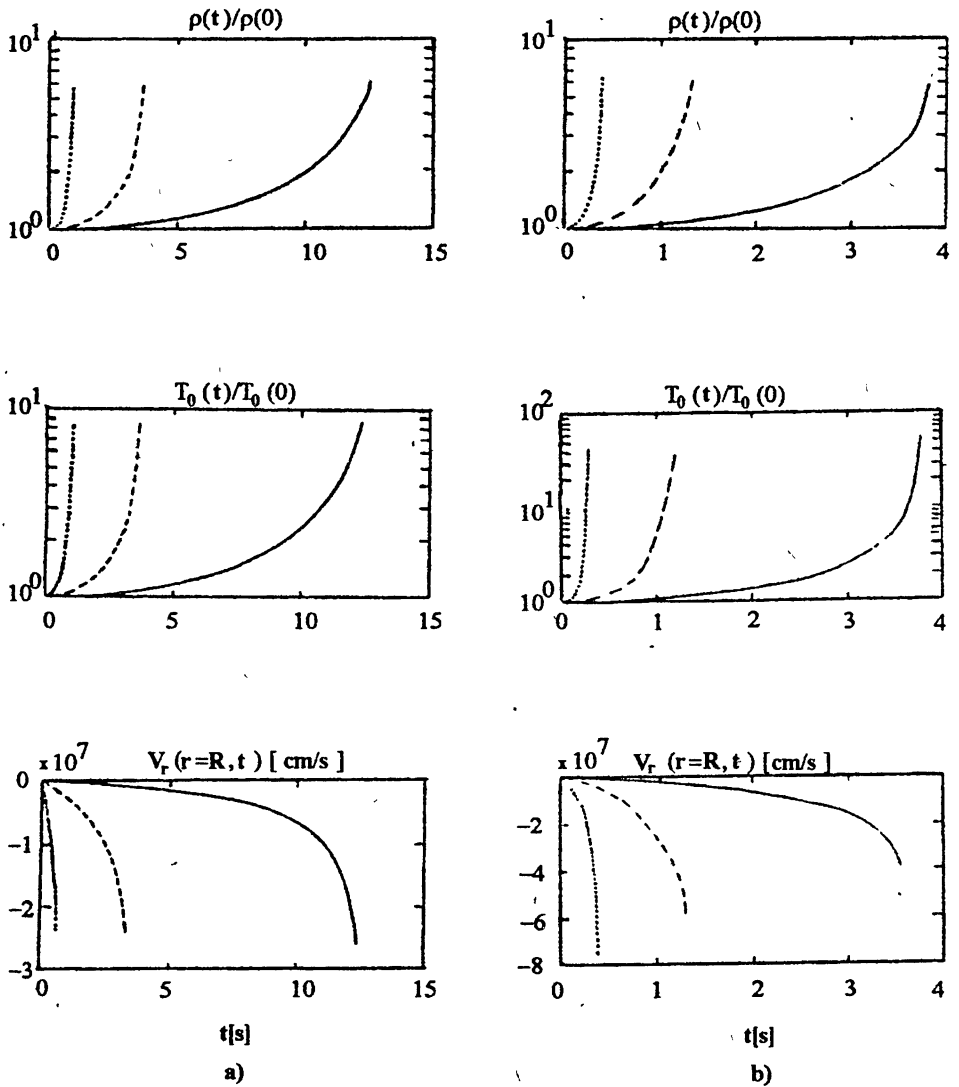 ρ(t)/ρ(0)
10^1
10^0
0 5 10 15
T_0 (t)/T_0 (0)
10^1
10^0
0 5 10 15
x 10^7 V_r (r=R, t) [cm/s]
0
−1
−2
−3
0 5 10 15
t[s]
a)
ρ(t)/ρ(0)
10^1
10^0
0 1 2 3 4
T_0 (t)/T_0 (0)
10^2
10^1
10^0
0 1 2 3 4
x 10^7 V_r (r=R, t) [cm/s]
−2
−4
−6
−8
0 1 2 3 4
t[s]
b)